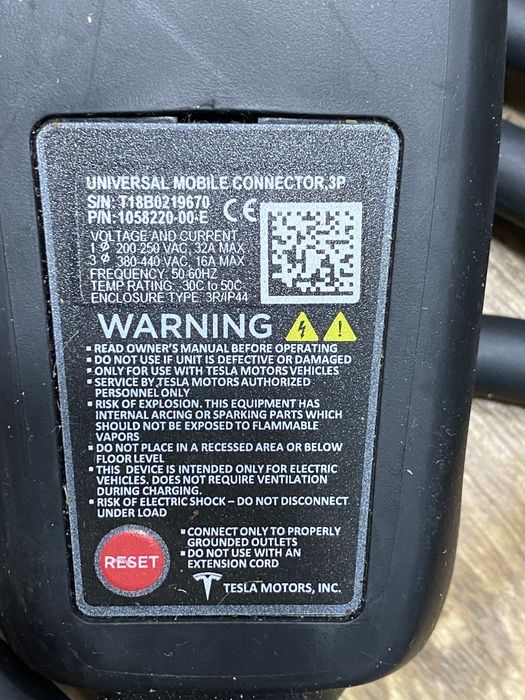 UNIVERSAL MOBILE CONNECTOR,3P
S/N: T18B0219670
P/N-1058220-00-E
CE
VOLTAGE AND CURRENT
1 ⌀ 200-250 VAC, 32A MAX
3 ⌀ 380-440 VAC, 16A MAX
FREQUENCY: 50-60HZ
TEMP RATING: -30C to 50C
ENCLOSURE TYPE: 3R/IP44
WARNING
▪ READ OWNER'S MANUAL BEFORE OPERATING
▪ DO NOT USE IF UNIT IS DEFECTIVE OR DAMAGED
▪ ONLY FOR USE WITH TESLA MOTORS VEHICLES
▪ SERVICE BY TESLA MOTORS AUTHORIZED
PERSONNEL ONLY
▪ RISK OF EXPLOSION. THIS EQUIPMENT HAS
INTERNAL ARCING OR SPARKING PARTS WHICH
SHOULD NOT BE EXPOSED TO FLAMMABLE
VAPORS
▪ DO NOT PLACE IN A RECESSED AREA OR BELOW
FLOOR LEVEL
▪ THIS DEVICE IS INTENDED ONLY FOR ELECTRIC
VEHICLES. DOES NOT REQUIRE VENTILATION
DURING CHARGING.
▪ RISK OF ELECTRIC SHOCK – DO NOT DISCONNECT
UNDER LOAD
▪ CONNECT ONLY TO PROPERLY
GROUNDED OUTLETS
▪ DO NOT USE WITH AN
EXTENSION CORD
RESET
TESLA MOTORS, INC.